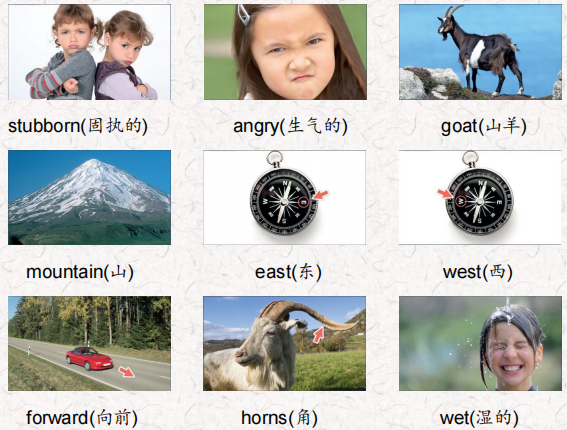 stubborn(固执的) angry(生气的) goat(山羊)
N E S W N E S W
mountain(山) east(东) west(西)
forward(向前) horns(角) wet(湿的)